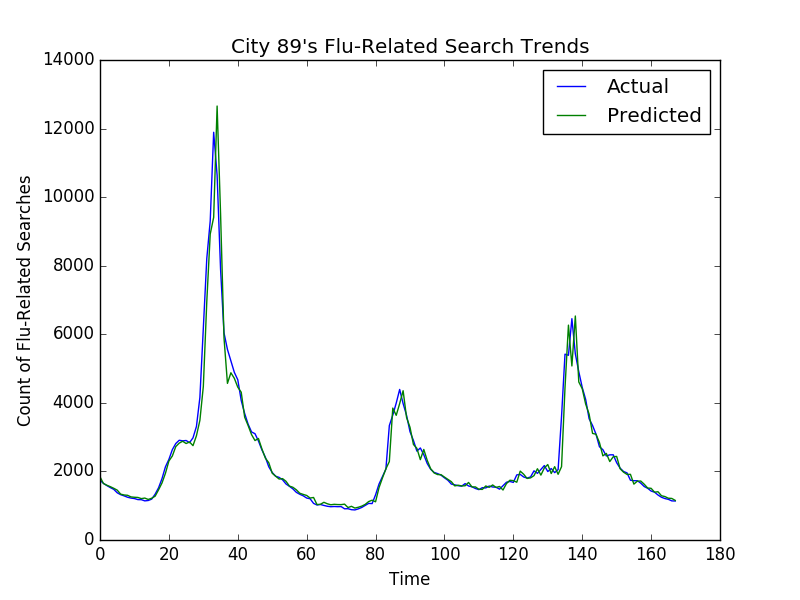 City 89's Flu-Related Search Trends
14000
12000
10000
8000
6000
4000
2000
0
Count of Flu-Related Searches
Actual
Predicted
0 20 40 60 80 100 120 140 160 180
Time